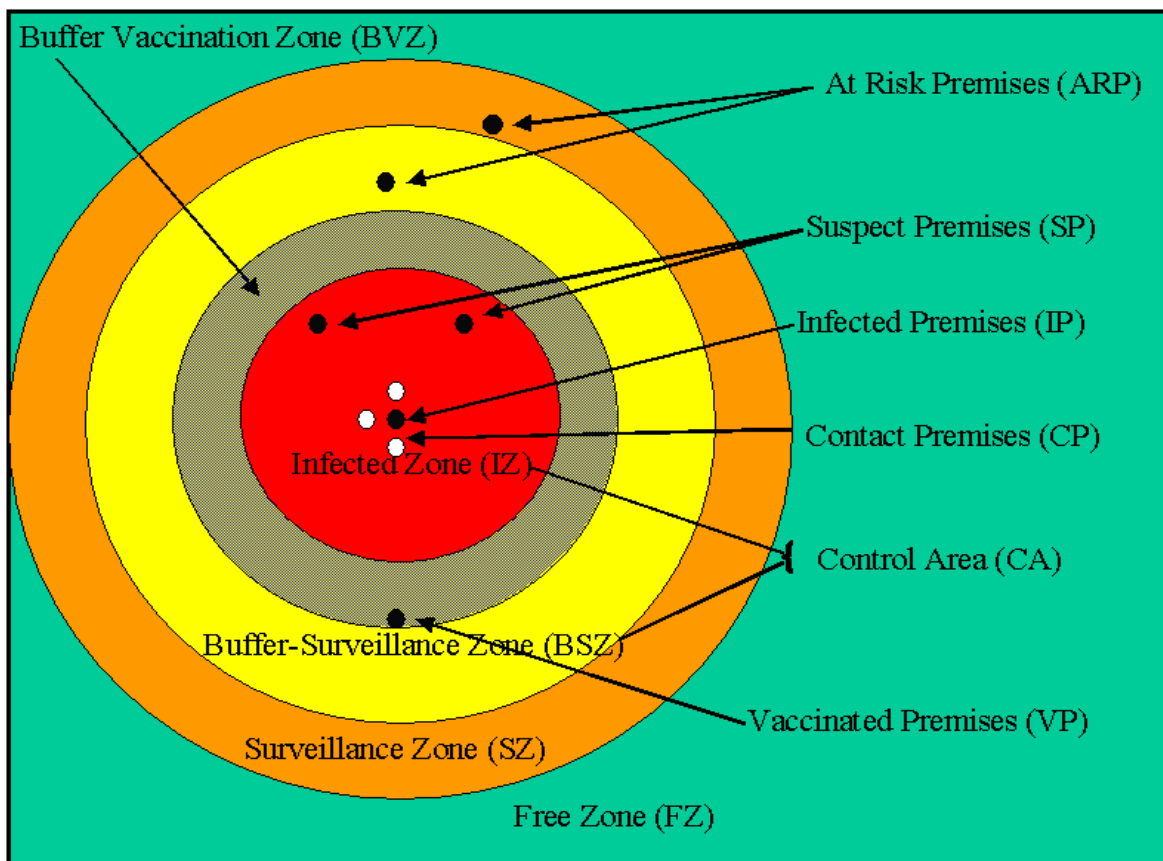 Buffer Vaccination Zone (BVZ)
At Risk Premises (ARP)
Suspect Premises (SP)
Infected Premises (IP)
Contact Premises (CP)
Infected Zone (IZ)
Control Area (CA)
Buffer-Surveillance Zone (BSZ)
Vaccinated Premises (VP)
Surveillance Zone (SZ)
Free Zone (FZ)